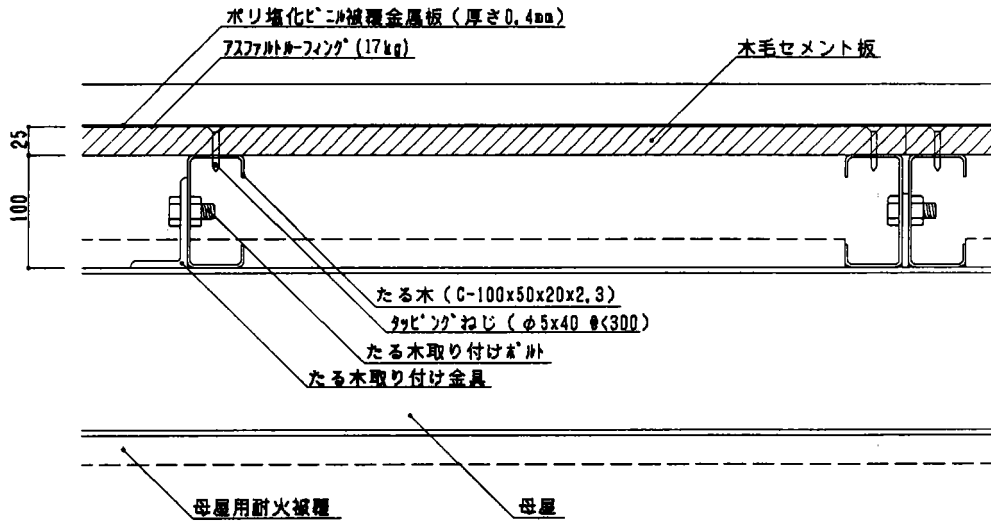 ポリ塩化ビニル被覆金属板(厚さ0.4mm)
アスファルトルーフィング(17kg)
木毛セメント板
25
100
たる木(C-100x50x20x2.3)
タッピングねじ(φ5x40 @<300)
たる木取り付けボルト
たる木取り付け金具
母屋用耐火被覆
母屋